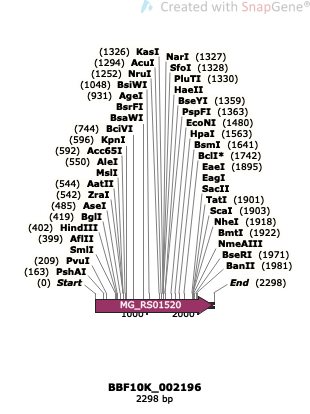 Created with SnapGene®
(1326) KasI
(1294) AcuI
(1252) NruI
(1048) BsiWI
(931) AgeI
BsrFI
BsaWI
(744) BciVI
(596) KpnI
(592) Acc65I
(550) AleI
MslI
(544) AatII
(542) ZraI
(485) AseI
(419) BglI
(402) HindIII
(399) AflII
SmlI
(209) PvuI
(163) PshAI
(0) Start
NarI (1327)
SfoI (1328)
PluTI (1330)
HaeII
BseYI (1359)
PspFI (1363)
EcoNI (1480)
HpaI (1563)
BsmI (1641)
BclI* (1742)
EaeI (1895)
EagI
SacII
TatI (1901)
ScaI (1903)
NheI (1918)
BmtI (1922)
NmeAIII
BseRI (1971)
BanII (1981)
End (2298)
MG_RS01520
1000
2000
BBF10K_002196
2298 bp